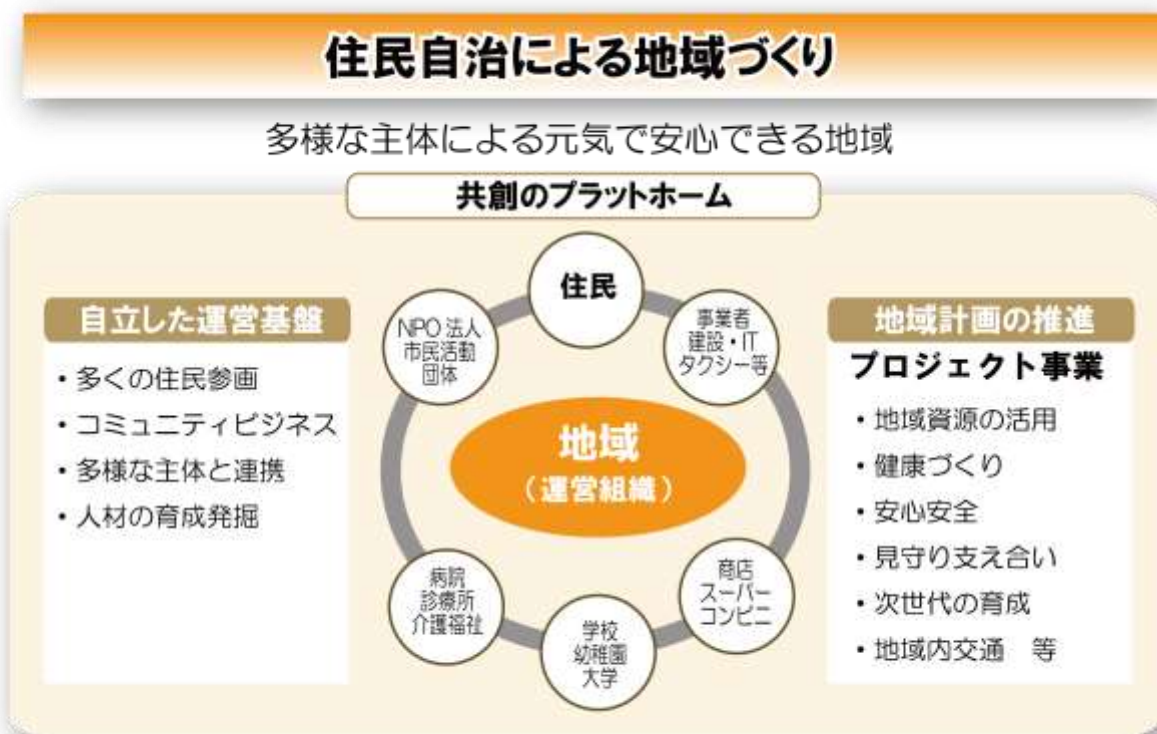 住民自治による地域づくり
多様な主体による元気で安心できる地域
共創のプラットホーム
自立した運営基盤
・多くの住民参画
・コミュニティビジネス
・多様な主体と連携
・人材の育成発掘
住民
NPO 法人
市民活動
団体
事業者
建設・IT
タクシー等
地域
（運営組織）
病院
診療所
介護福祉
学校
幼稚園
大学
商店
スーパー
コンビニ
地域計画の推進
プロジェクト事業
・地域資源の活用
・健康づくり
・安心安全
・見守り支え合い
・次世代の育成
・地域内交通　等